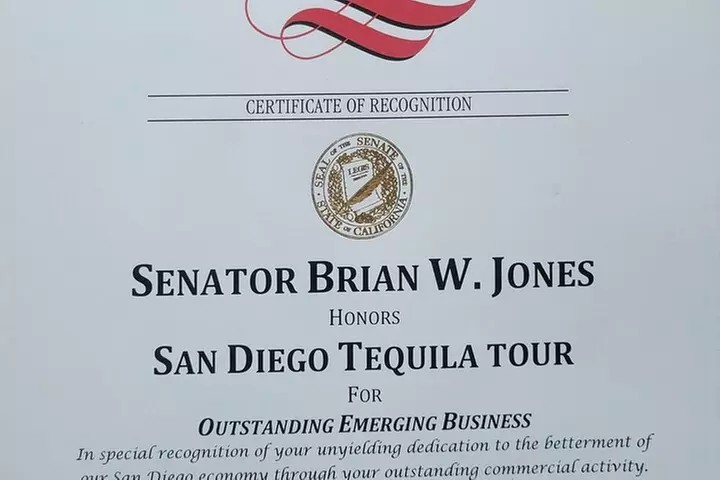 CERTIFICATE OF RECOGNITION
SEAL OF THE SENATE OF THE STATE OF CALIFORNIA
LEGIS
SENATOR BRIAN W. JONES
HONORS
SAN DIEGO TEQUILA TOUR
FOR
OUTSTANDING EMERGING BUSINESS
In special recognition of your unyielding dedication to the betterment of
our San Diego economy through your outstanding commercial activity.